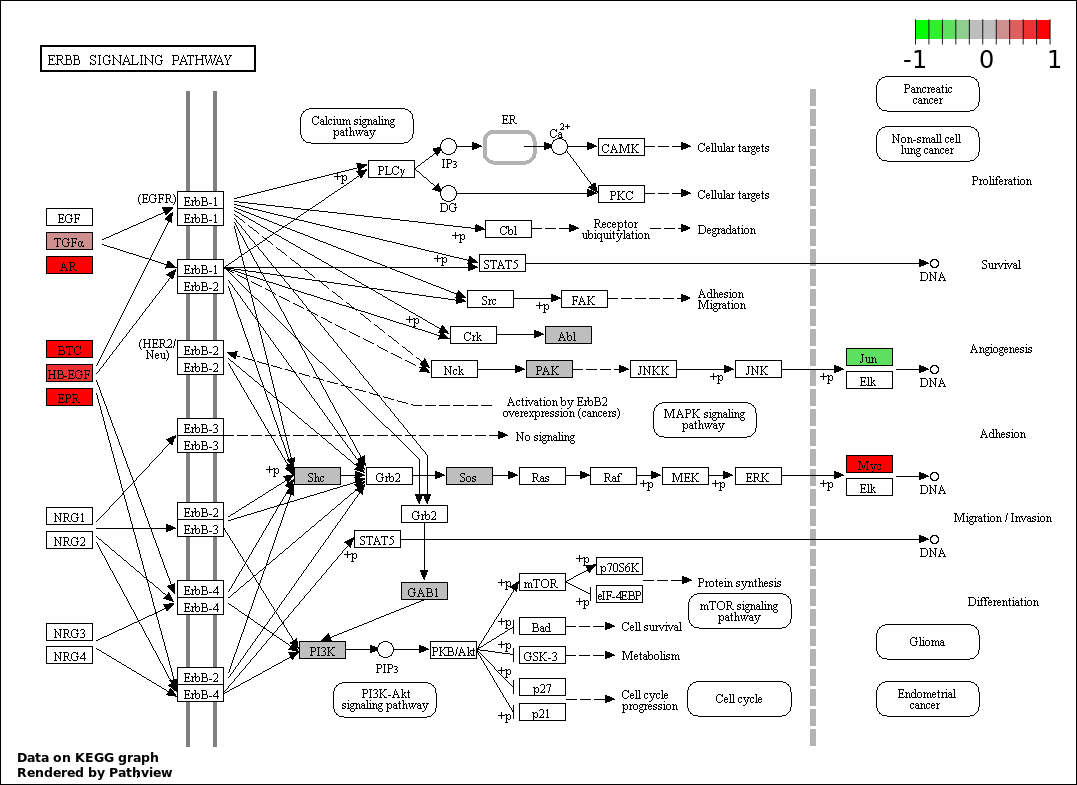 -1 0 1
ERBB SIGNALING PATHWAY
Pancreatic
cancer
Non-small cell
lung cancer
Calcium signaling
pathway
ER
Ca2+
IP3
PLCγ
+p
DG
CAMK
Cellular targets
PKC
Cellular targets
Proliferation
(EGFR)
ErbB-1
ErbB-1
EGF
TGFα
AR
Cbl
+p
Receptor
ubiquitylation
Degradation
ErbB-1
ErbB-2
+p
STAT5
DNA
Survival
Src
+p
FAK
Adhesion
Migration
+p
Crk
Abl
(HER2/
Neu)
ErbB-2
ErbB-2
BTC
HB-EGF
EPR
Nck
PAK
JNKK
+p
JNK
+p
Jun
Elk
DNA
Angiogenesis
Activation by ErbB2
overexpression (cancers)
MAPK signaling
pathway
ErbB-3
ErbB-3
No signaling
Adhesion
+p
Shc
Grb2
Sos
Ras
Raf
+p
MEK
+p
ERK
+p
Myc
Elk
DNA
NRG1
NRG2
ErbB-2
ErbB-3
Grb2
Migration / Invasion
STAT5
+p
DNA
ErbB-4
ErbB-4
GAB1
+p
mTOR
+p
p70S6K
+p
eIF-4EBP
Protein synthesis
mTOR signaling
pathway
Differentiation
NRG3
NRG4
PI3K
PIP3
PKB/Akt
+p
Bad
Cell survival
+p
GSK-3
Metabolism
Glioma
ErbB-2
ErbB-4
PI3K-Akt
signaling pathway
+p
p27
+p
p21
Cell cycle
progression
Cell cycle
Endometrial
cancer
Data on KEGG graph
Rendered by Pathview